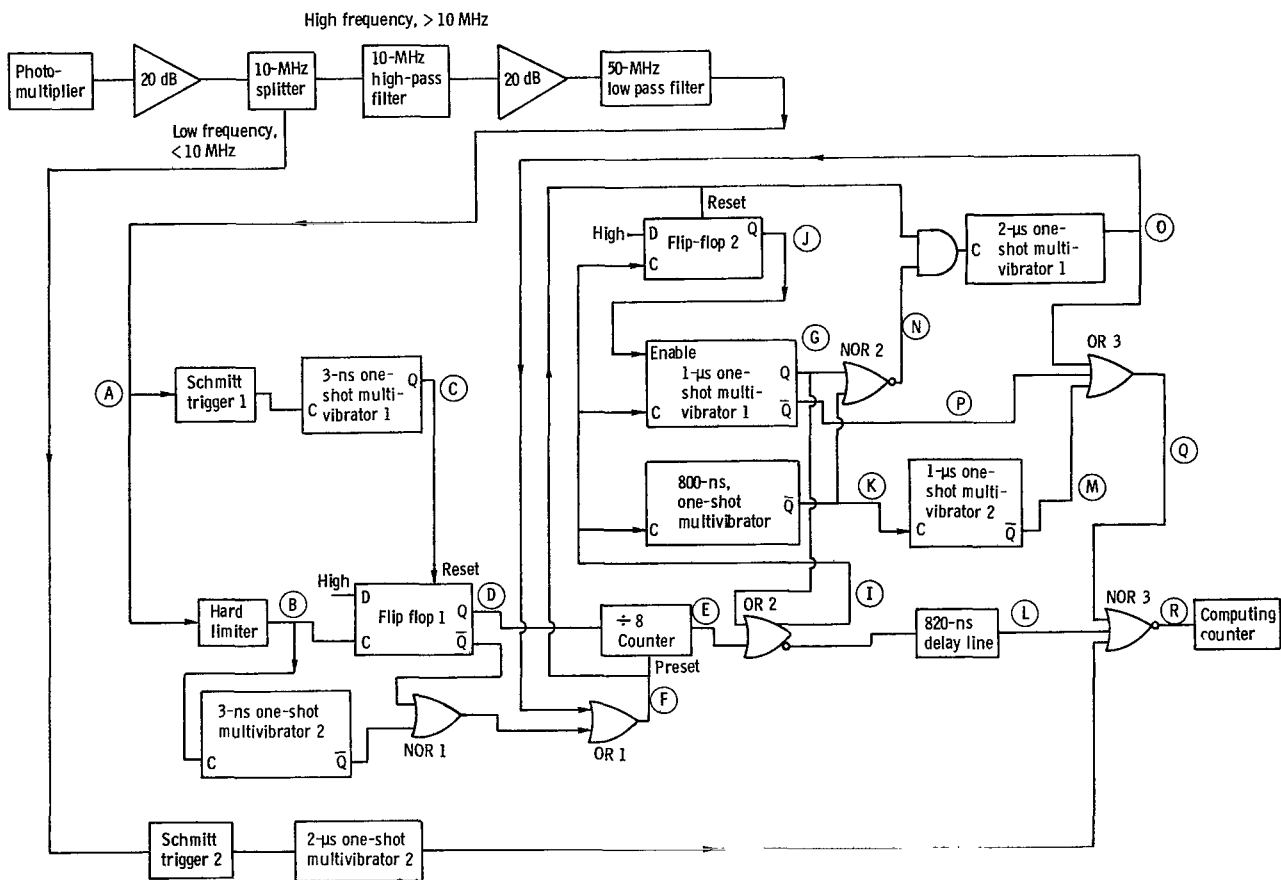 High frequency, > 10 MHz
Photo-
multiplier
20 dB
10-MHz
splitter
10-MHz
high-pass
filter
20 dB
50-MHz
low pass filter
Low frequency,
< 10 MHz
Reset
High
D
Q
Flip-flop 2
C
J
C
2-μs one-
shot multi-
vibrator 1
O
N
G
NOR 2
OR 3
Enable
1-μs one-
shot multi-
vibrator 1
Q
Q̅
C
P
A
Schmitt
trigger 1
3-ns one-
shot multi-
vibrator 1
Q
C
C
Q
800-ns,
one-shot
multivibrator
Q̅
C
K
1-μs one-
shot multi-
vibrator 2
C
Q̅
M
Reset
High
D
Q
Flip flop 1
C
Q̅
D
Hard
limiter
B
÷ 8
Counter
Preset
E
OR 2
I
820-ns
delay line
L
NOR 3
R
Computing
counter
F
3-ns one-shot
multivibrator 2
C
Q̅
NOR 1
OR 1
Schmitt
trigger 2
2-μs one-shot
multivibrator 2